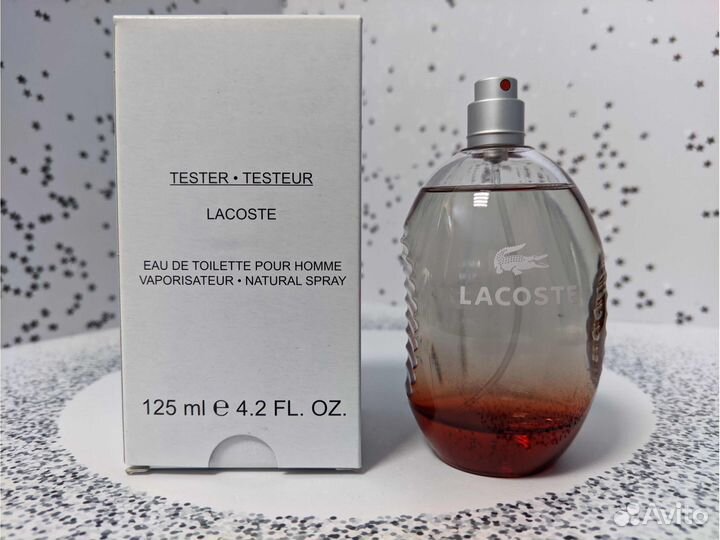 TESTER • TESTEUR
LACOSTE
EAU DE TOILETTE POUR HOMME
VAPORISATEUR • NATURAL SPRAY
125 ml ℮ 4.2 FL. OZ.
LACOSTE
Avito